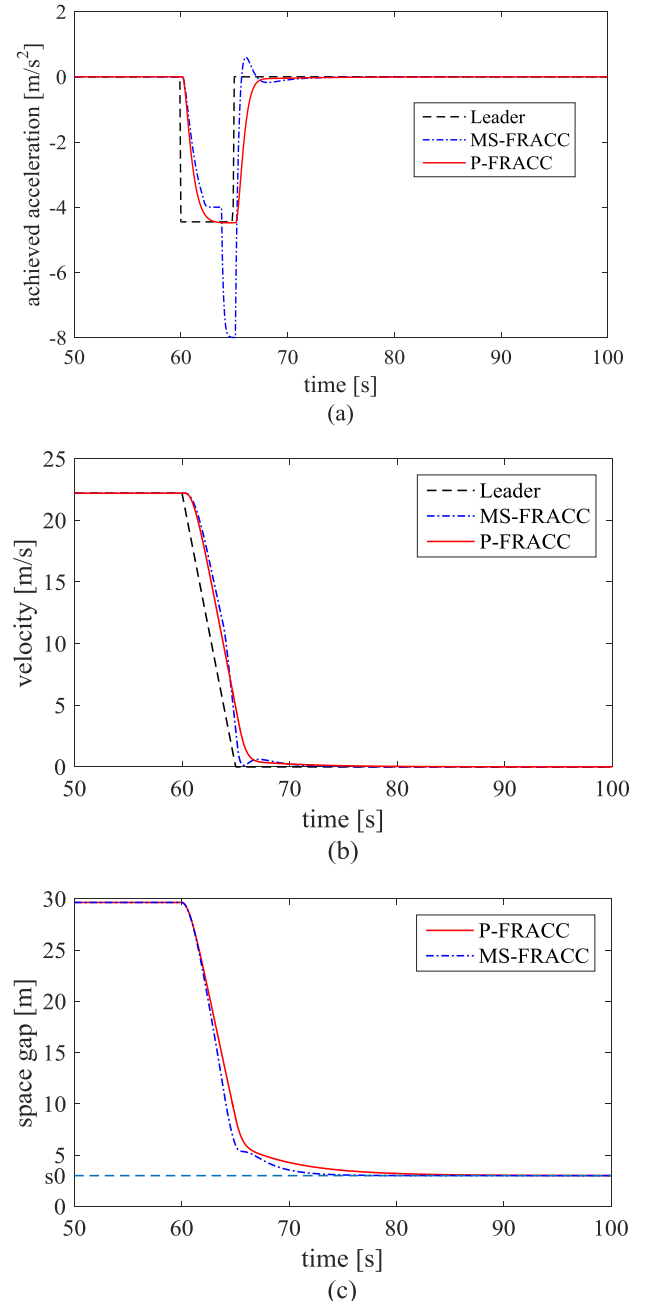 achieved acceleration [m/s²]
2
0
-2
-4
-6
-8
Leader
MS-FRACC
P-FRACC
50 60 70 80 90 100
time [s]
(a)
velocity [m/s]
25
20
15
10
5
0
Leader
MS-FRACC
P-FRACC
50 60 70 80 90 100
time [s]
(b)
space gap [m]
30
25
20
15
10
5
s0
0
P-FRACC
MS-FRACC
50 60 70 80 90 100
time [s]
(c)